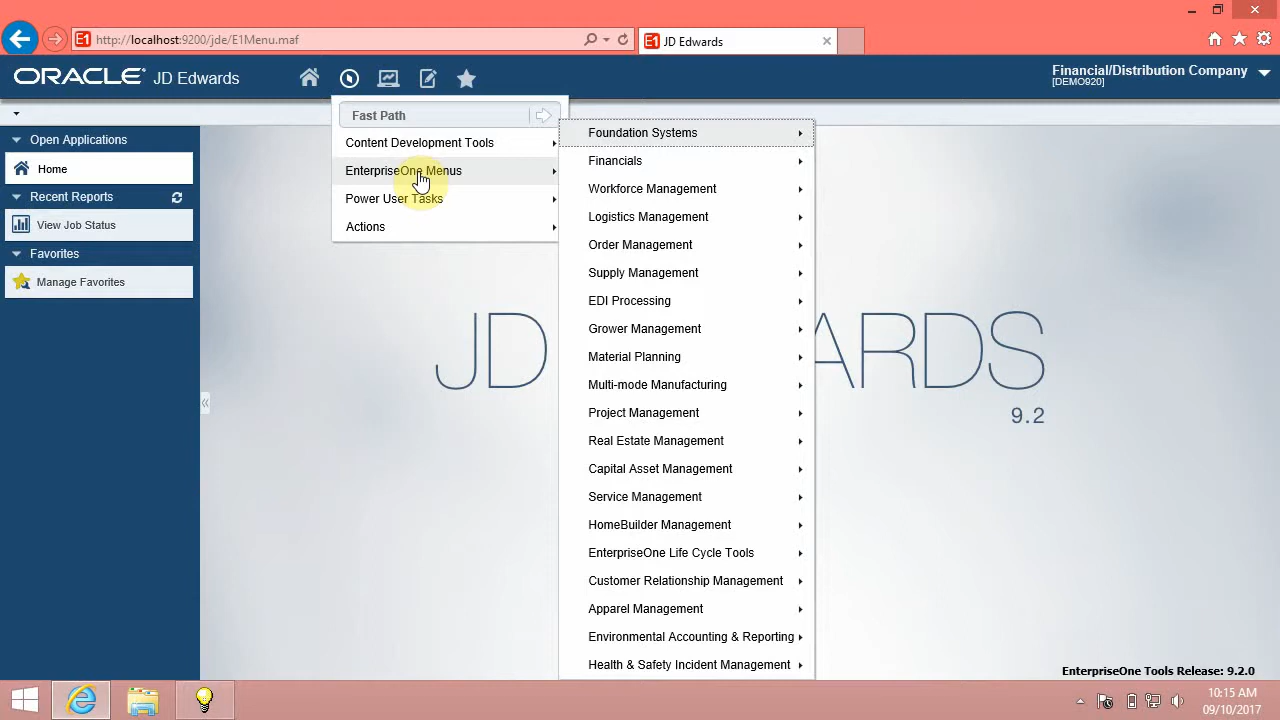 E1 http://localhost:9200/jde/E1Menu.maf
E1 JD Edwards
ORACLE JD Edwards
Financial/Distribution Company
[DEMO920]
Fast Path
Content Development Tools
EnterpriseOne Menus
Power User Tasks
Actions
Foundation Systems
Financials
Workforce Management
Logistics Management
Order Management
Supply Management
EDI Processing
Grower Management
Material Planning
Multi-mode Manufacturing
Project Management
Real Estate Management
Capital Asset Management
Service Management
HomeBuilder Management
EnterpriseOne Life Cycle Tools
Customer Relationship Management
Apparel Management
Environmental Accounting & Reporting
Health & Safety Incident Management
Open Applications
Home
Recent Reports
View Job Status
Favorites
Manage Favorites
JD ARDS
9.2
EnterpriseOne Tools Release: 9.2.0
10:15 AM
09/10/2017